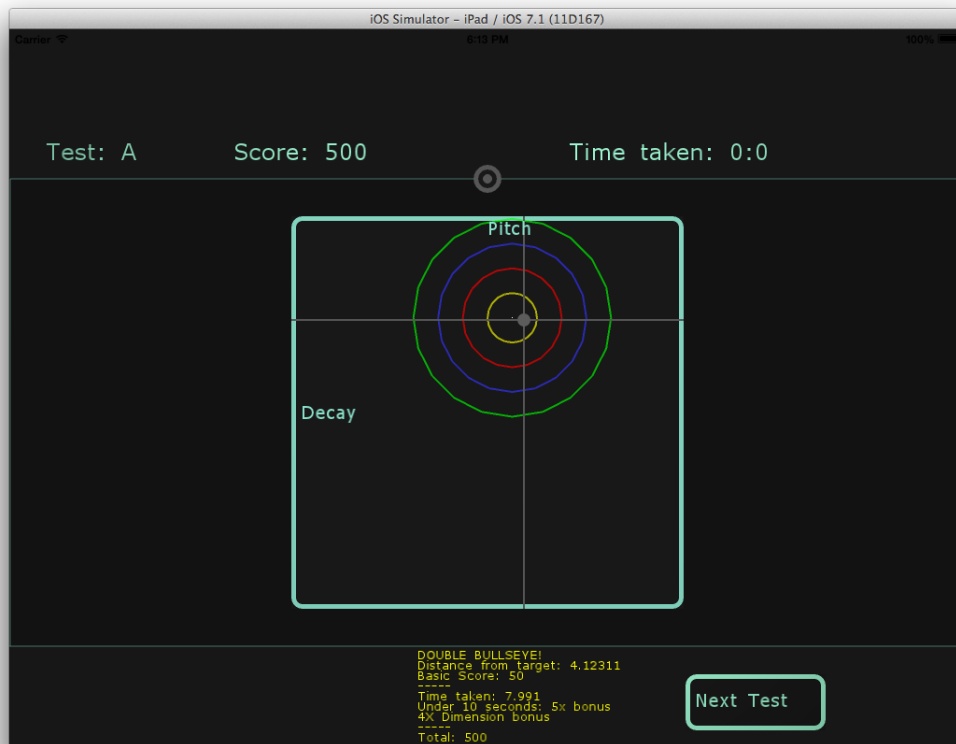 iOS Simulator – iPad / iOS 7.1 (11D167)
Carrier 6:13 PM 100%
Test: A Score: 500 Time taken: 0:0
Pitch
Decay
DOUBLE BULLSEYE!
Distance from target: 4.12311
Basic Score: 50
-----
Time taken: 7.991
Under 10 seconds: 5x bonus
4X Dimension bonus
-----
Total: 500
Next Test